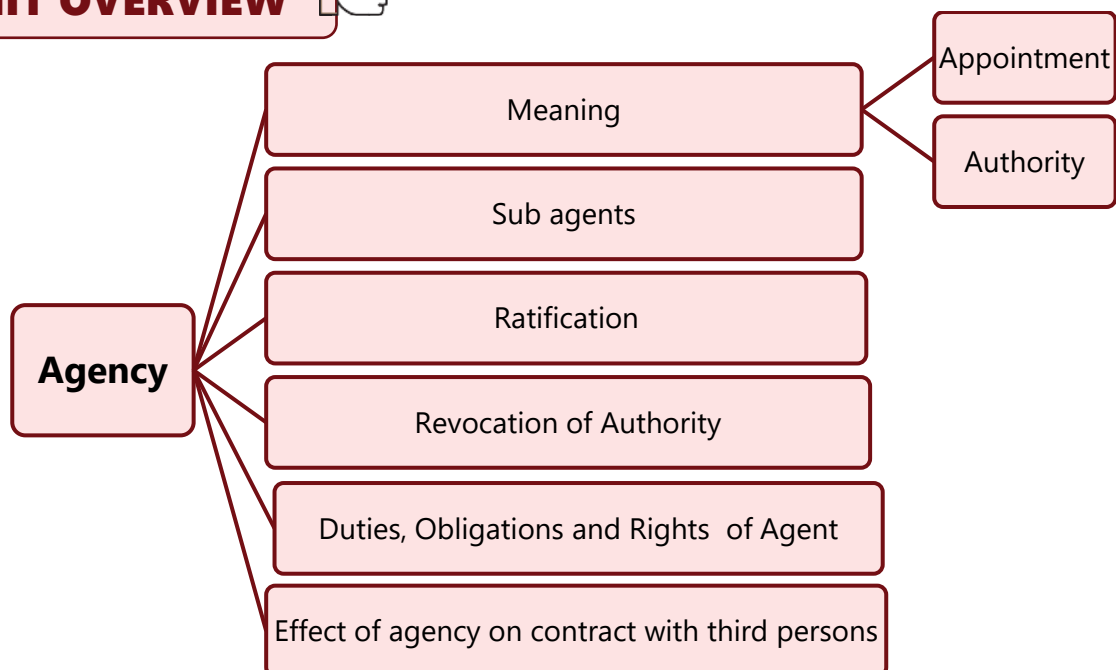 OVERVIEW
Meaning
Appointment
Authority
Sub agents
Ratification
Agency
Revocation of Authority
Duties, Obligations and Rights of Agent
Effect of agency on contract with third persons